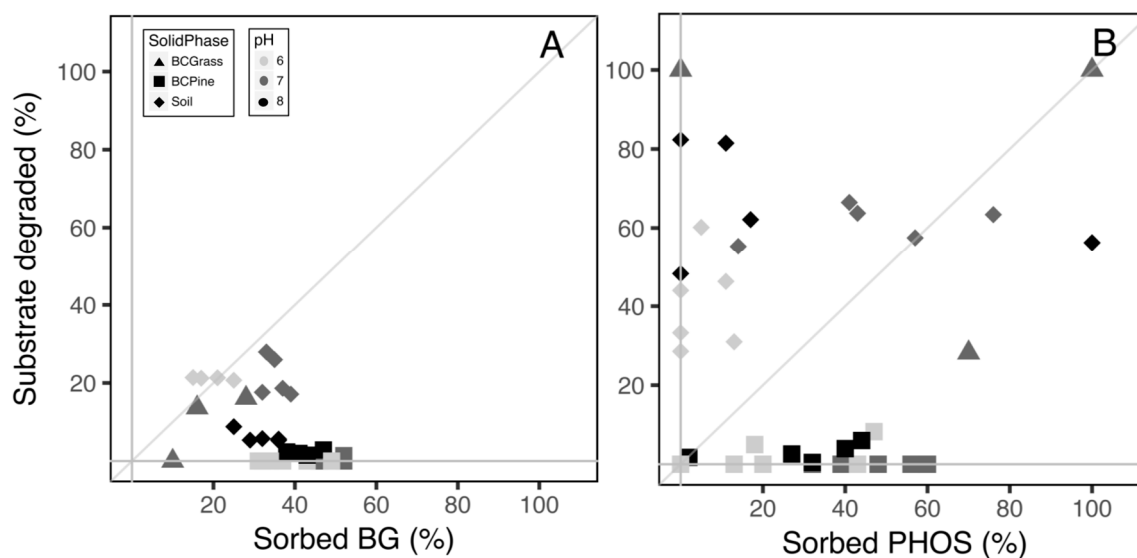 A
SolidPhase
BCGrass
BCPine
Soil
pH
6
7
8
Substrate degraded (%)
100
80
60
40
20
20 40 60 80 100
Sorbed BG (%)
B
100
80
60
40
20
20 40 60 80 100
Sorbed PHOS (%)